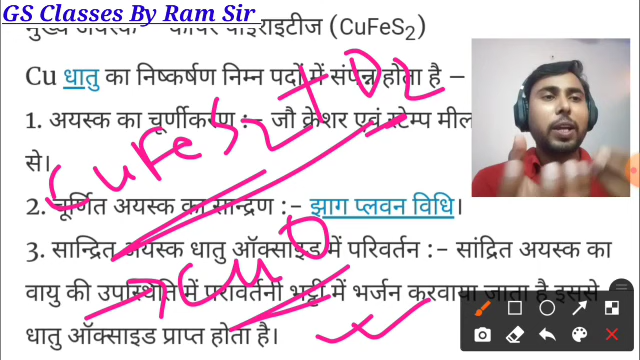 GS Classes By Ram Sir
मुख्य अयस्क – कॉपर पाइराइटीज (CuFeS₂)
Cu धातु का निष्कर्षण निम्न पदों में संपन्न होता है –
1. अयस्क का चूर्णीकरण :- जौ क्रेशर एवं स्टेम्प मील
से।
CuFeS₂ + O₂
2. चूर्णित अयस्क का सान्द्रण :- झाग प्लवन विधि।
3. सान्द्रित अयस्क धातु ऑक्साइड में परिवर्तन :- सांद्रित अयस्क का
→ CuO
वायु की उपस्थिति में परावर्तनी भट्टी में भर्जन करवाया जाता है इससे
धातु ऑक्साइड प्राप्त होता है।